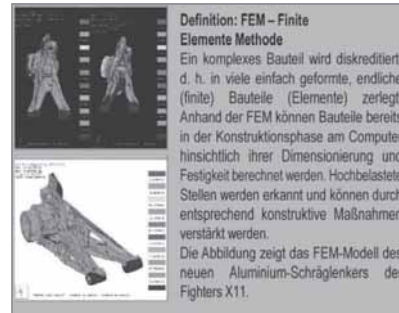 Definition: FEM – Finite
Elemente Methode
Ein komplexes Bauteil wird diskreditiert,
d. h. in viele einfach geformte, endliche
(finite) Bauteile (Elemente) zerlegt.
Anhand der FEM können Bauteile bereits
in der Konstruktionsphase am Computer
hinsichtlich ihrer Dimensionierung und
Festigkeit berechnet werden. Hochbelastete
Stellen werden erkannt und können durch
entsprechend konstruktive Maßnahmen
verstärkt werden.
Die Abbildung zeigt das FEM-Modell des
neuen Aluminium-Schräglenkers des
Fighters X11.